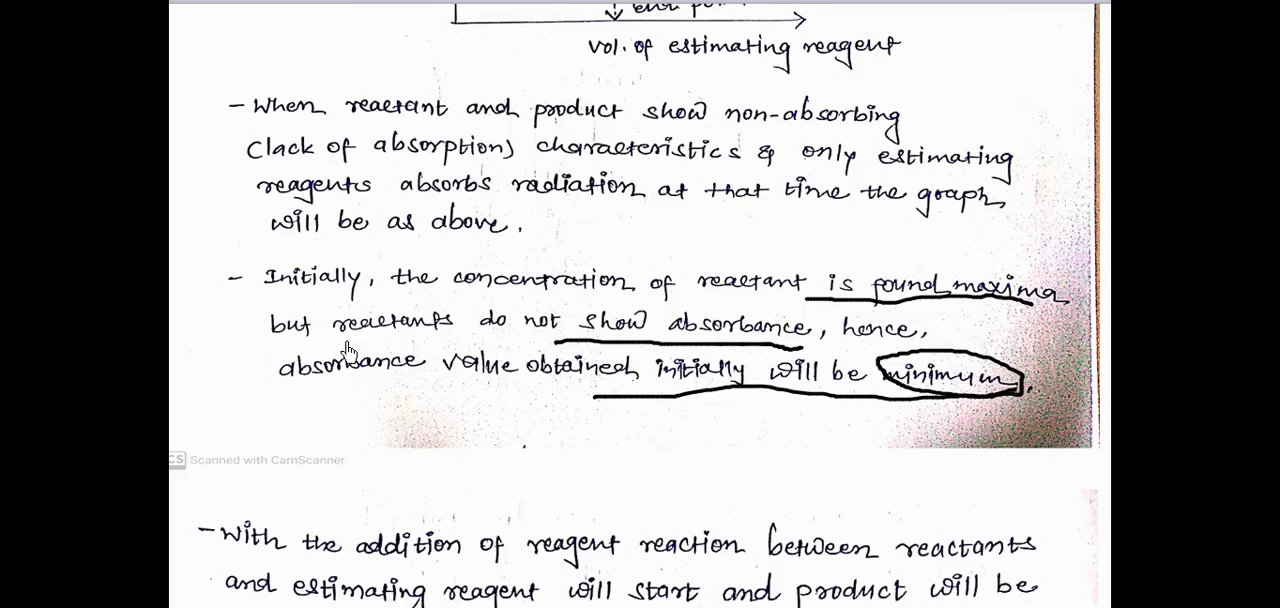 ↓ end po
vol. of estimating reagent
- When reactant and product show non-absorbing
(lack of absorption) characteristics & only estimating
reagents absorbs radiation at that time the graph
will be as above.
- Initially, the concentration of reactant is found maxima
but reactants do not show absorbance, hence,
absorbance value obtained initially will be minimum.
CS Scanned with CamScanner
- With the addition of reagent reaction between reactants
and estimating reagent will start and product will be